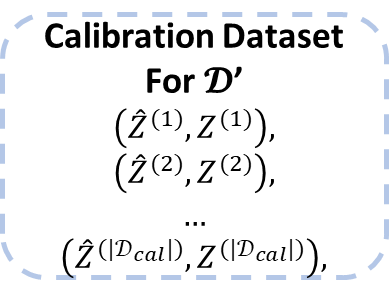 Calibration Dataset
For 𝓓’
(Ẑ⁽¹⁾, Z⁽¹⁾),
(Ẑ⁽²⁾, Z⁽²⁾),
...
(Ẑ^(|𝒟_cal|), Z^(|𝒟_cal|)),